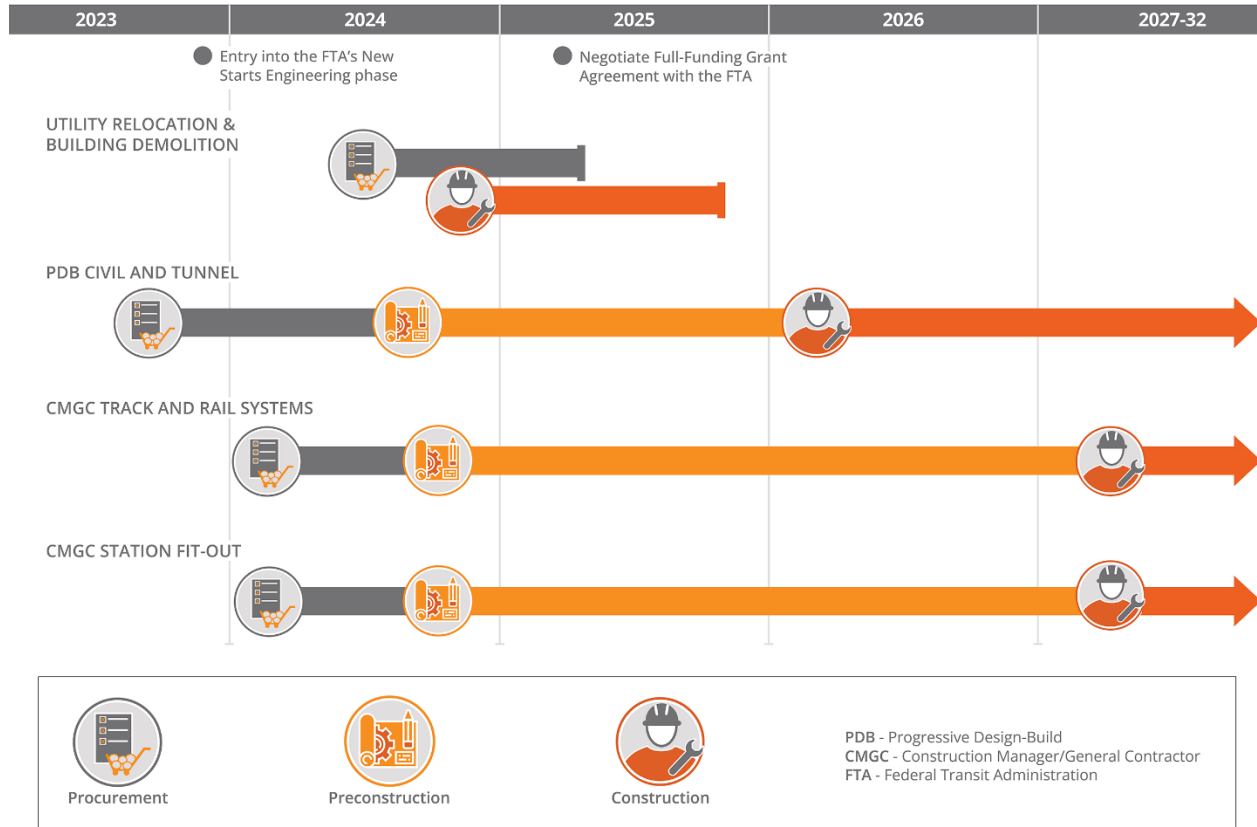 2023
2024
2025
2026
2027-32
Entry into the FTA's New
Starts Engineering phase
Negotiate Full-Funding Grant
Agreement with the FTA
UTILITY RELOCATION &
BUILDING DEMOLITION
PDB CIVIL AND TUNNEL
CMGC TRACK AND RAIL SYSTEMS
CMGC STATION FIT-OUT
Procurement
Preconstruction
Construction
PDB - Progressive Design-Build
CMGC - Construction Manager/General Contractor
FTA - Federal Transit Administration